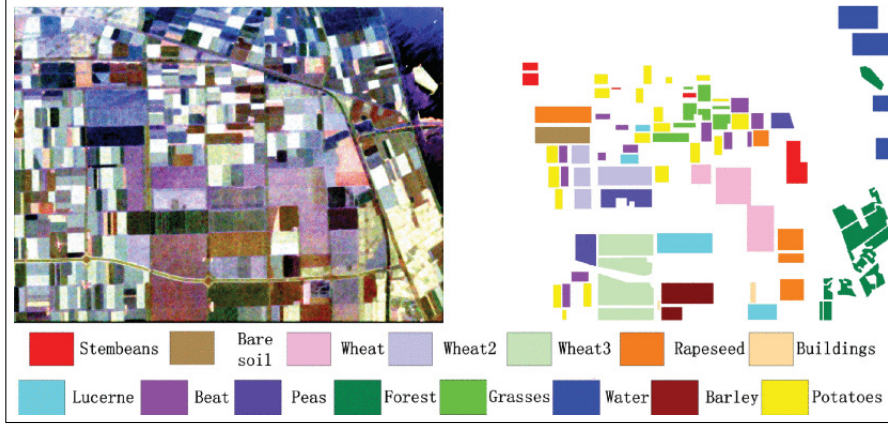 Stembeans
Bare soil
Wheat
Wheat2
Wheat3
Rapeseed
Buildings
Lucerne
Beat
Peas
Forest
Grasses
Water
Barley
Potatoes